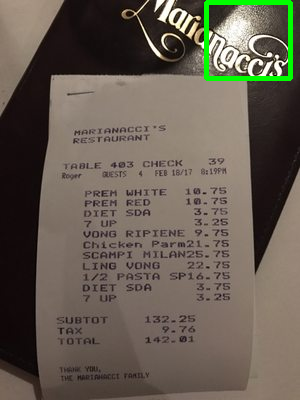 Marianacci's
MARIANACCI'S
RESTAURANT
TABLE 403 CHECK 39
Roger GUESTS 4 FEB 18/17 8:19PM
PREM WHITE 10.75
PREM RED 10.75
DIET SDA 3.75
7 UP 3.25
VONG RIPIENE 9.75
Chicken Parm21.75
SCAMPI MILAN25.75
LING VONG 22.75
1/2 PASTA SP16.75
DIET SDA 3.75
7 UP 3.25
SUBTOT 132.25
TAX 9.76
TOTAL 142.01
THANK YOU,
THE MARIANACCI FAMILY